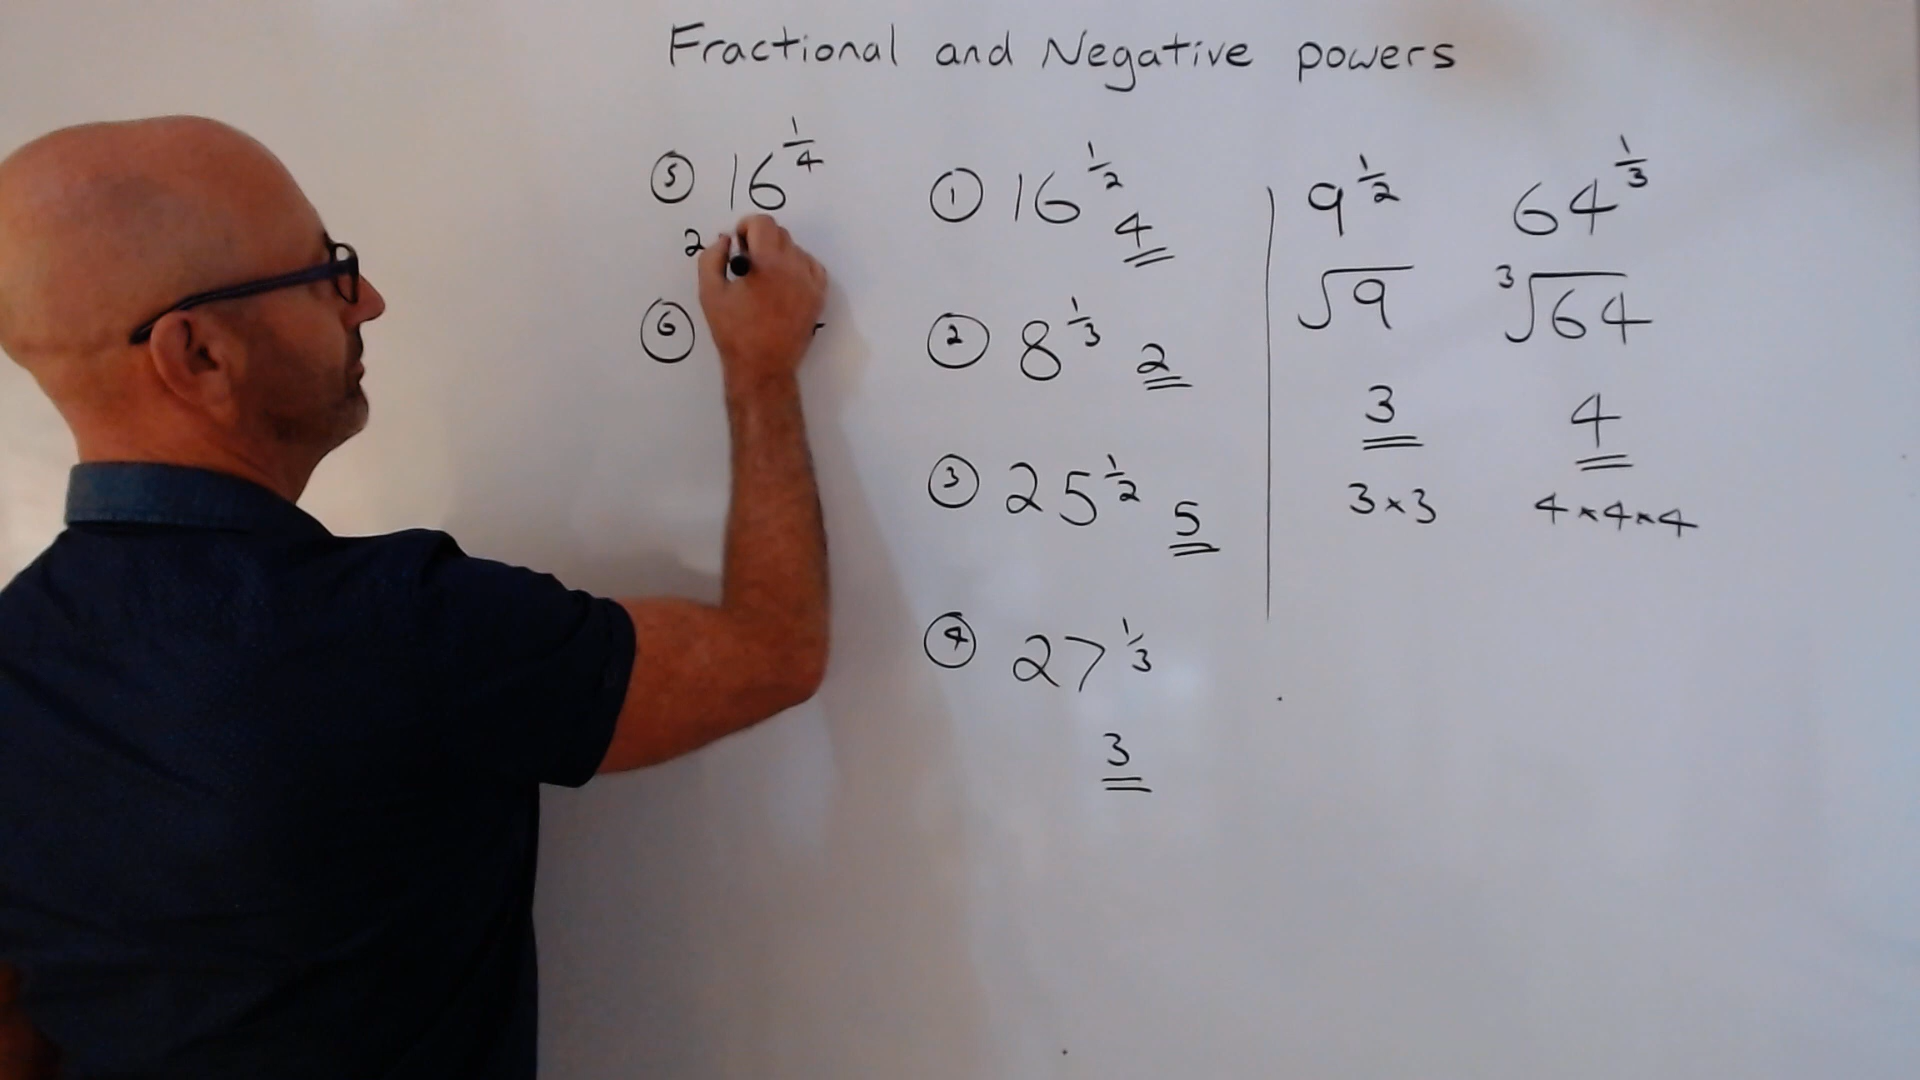 Fractional and Negative powers
⑤ 16^(1/4)
2
⑥
① 16^(1/2) 4
② 8^(1/3) 2
③ 25^(1/2) 5
④ 27^(1/3)
3
9^(1/2) 64^(1/3)
√9 ³√64
3 4
3×3 4×4×4